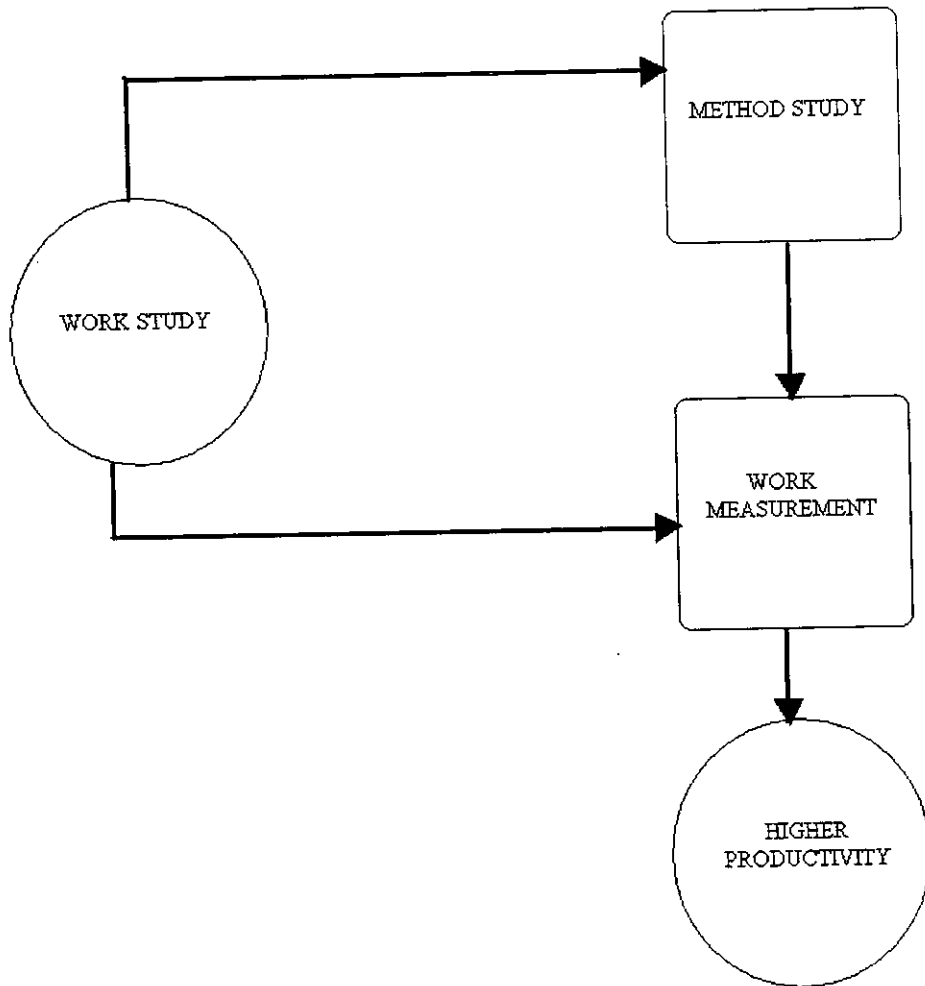 METHOD STUDY
WORK STUDY
WORK
MEASUREMENT
HIGHER
PRODUCTIVITY